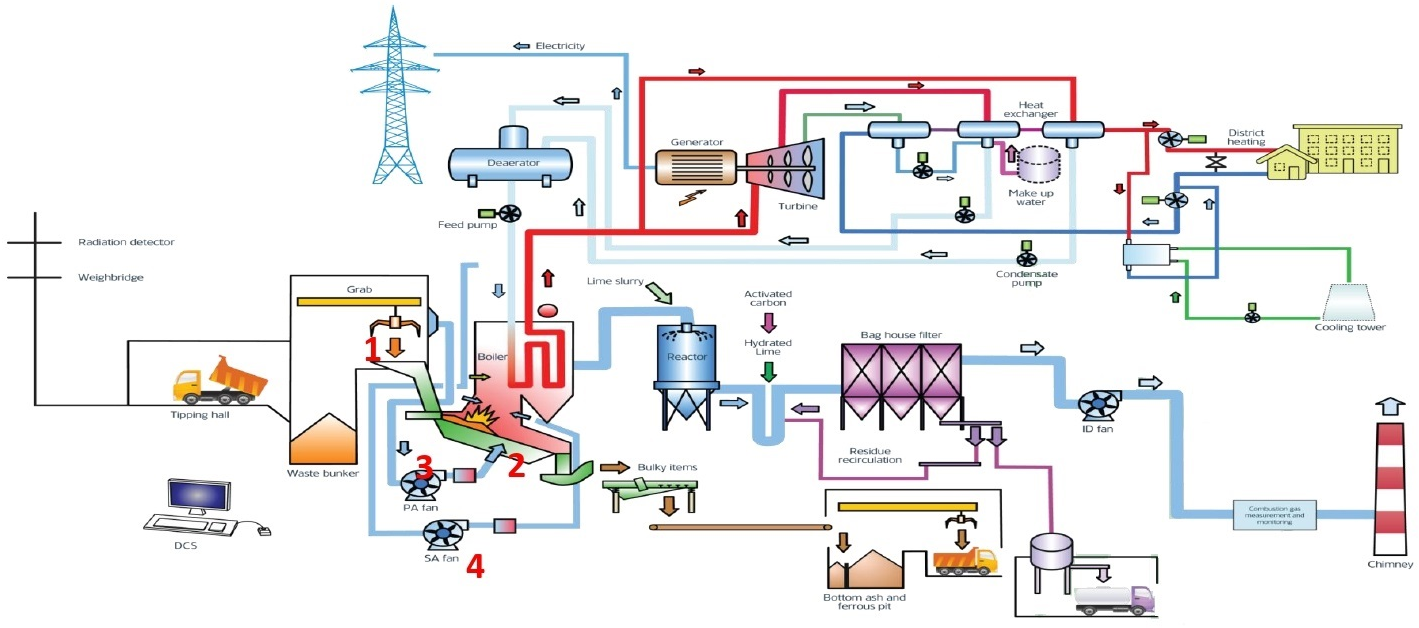 Electricity
Heat
exchanger
Generator
District
heating
Deaerator
Make up
water
Turbine
Feed pump
Radiation detector
Weighbridge
Condensate
pump
Lime slurry
Activated
carbon
Grab
Cooling tower
Bag house filter
Hydrated
Lime
1
Boiler
Reactor
Tipping hall
ID fan
Residue
recirculation
Waste bunker
3
2
Bulky items
PA fan
Combustion gas
measurement and
monitoring
DCS
SA fan
4
Chimney
Bottom ash and
ferrous pit